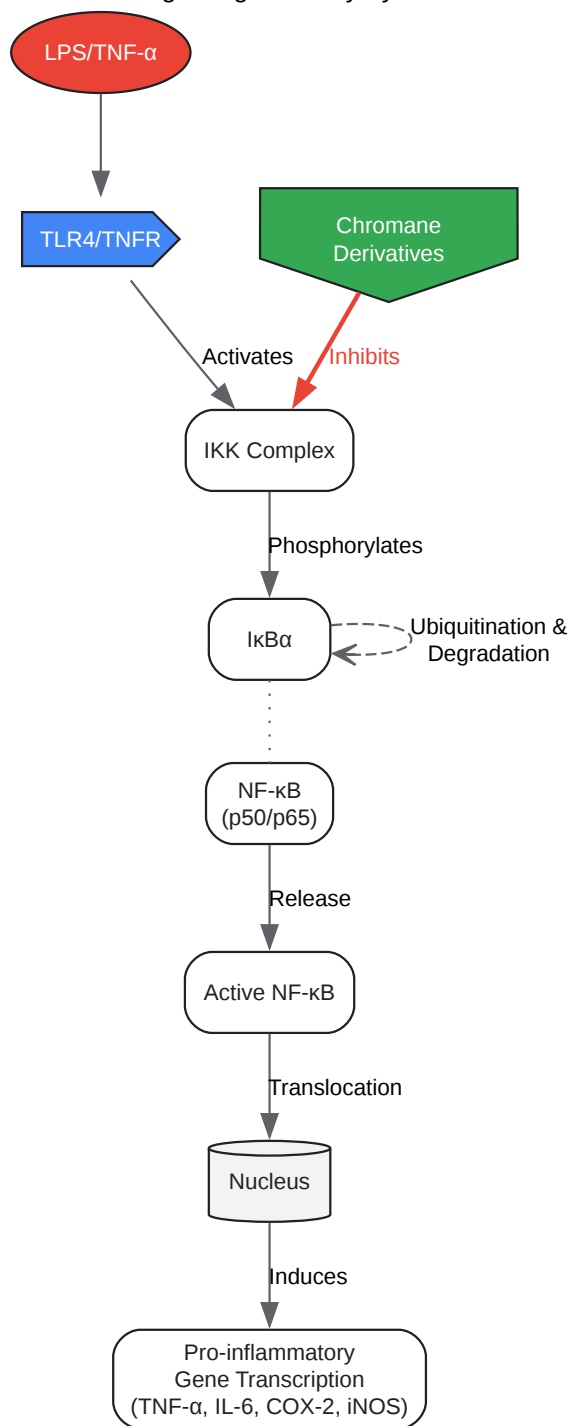 LPS/TNF-α
TLR4/TNFR
Chromane
Derivatives
Activates
Inhibits
IKK Complex
Phosphorylates
IκBα
Ubiquitination &
Degradation
NF-κB
(p50/p65)
Release
Active NF-κB
Translocation
Nucleus
Induces
Pro-inflammatory
Gene Transcription
(TNF-α, IL-6, COX-2, iNOS)